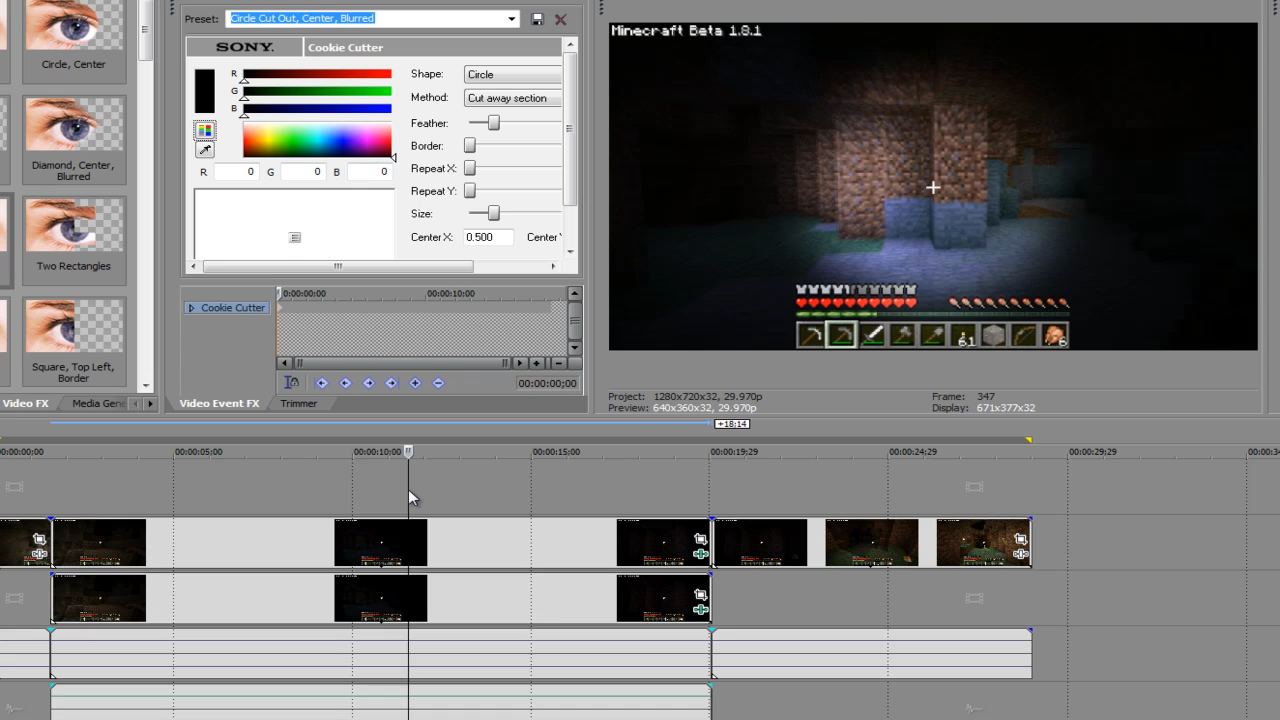 Circle, Center
Diamond, Center,
Blurred
Two Rectangles
Square, Top Left,
Border
Video FX
Media Gene
Preset:
Circle Cut Out, Center, Blurred
SONY.
Cookie Cutter
R
G
B
R 0 G 0 B 0
Shape: Circle
Method: Cut away section
Feather:
Border:
Repeat X:
Repeat Y:
Size:
Center X: 0.500 Center Y
0:00:00;00 00:00:10;00
Cookie Cutter
00:00:00;00
Video Event FX
Trimmer
Minecraft Beta 1.8.1
61
6
Project: 1280x720x32, 29.970p
Preview: 640x360x32, 29.970p
Frame: 347
Display: 671x377x32
+18;14
00:00:00;00 00:00:05;00 00:00:10;00 00:00:15;00 00:00:19;29 00:00:24;29 00:00:29;29 00:00:34